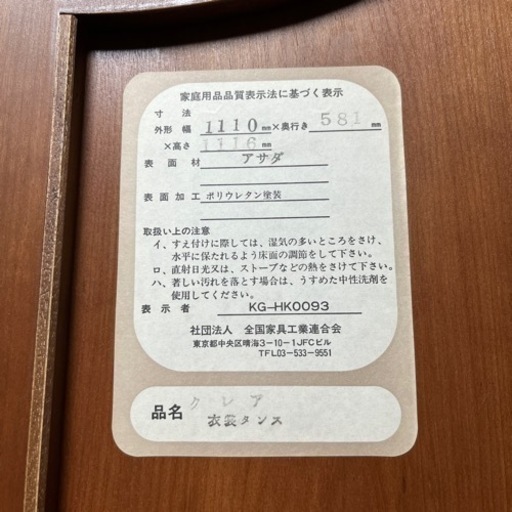 家庭用品品質表示法に基づく表示
寸法
外形 幅 1110mm×奥行き 581mm
×高さ 1116mm
表面材 アサダ
表面加工 ポリウレタン塗装
取扱い上の注意
イ、すえ付けに際しては、湿気の多いところをさけ、
水平に保たれるよう床面の調節をして下さい。
ロ、直射日光又は、ストーブなどの熱をさけて下さい。
ハ、著しい汚れを落とす場合は、うすめた中性洗剤を
使用してください。
表示者 KG-HK0093
社団法人 全国家具工業連合会
東京都中央区晴海3-10-1JFCビル
TFL03-533-9551
品名 クレア
衣裳タンス